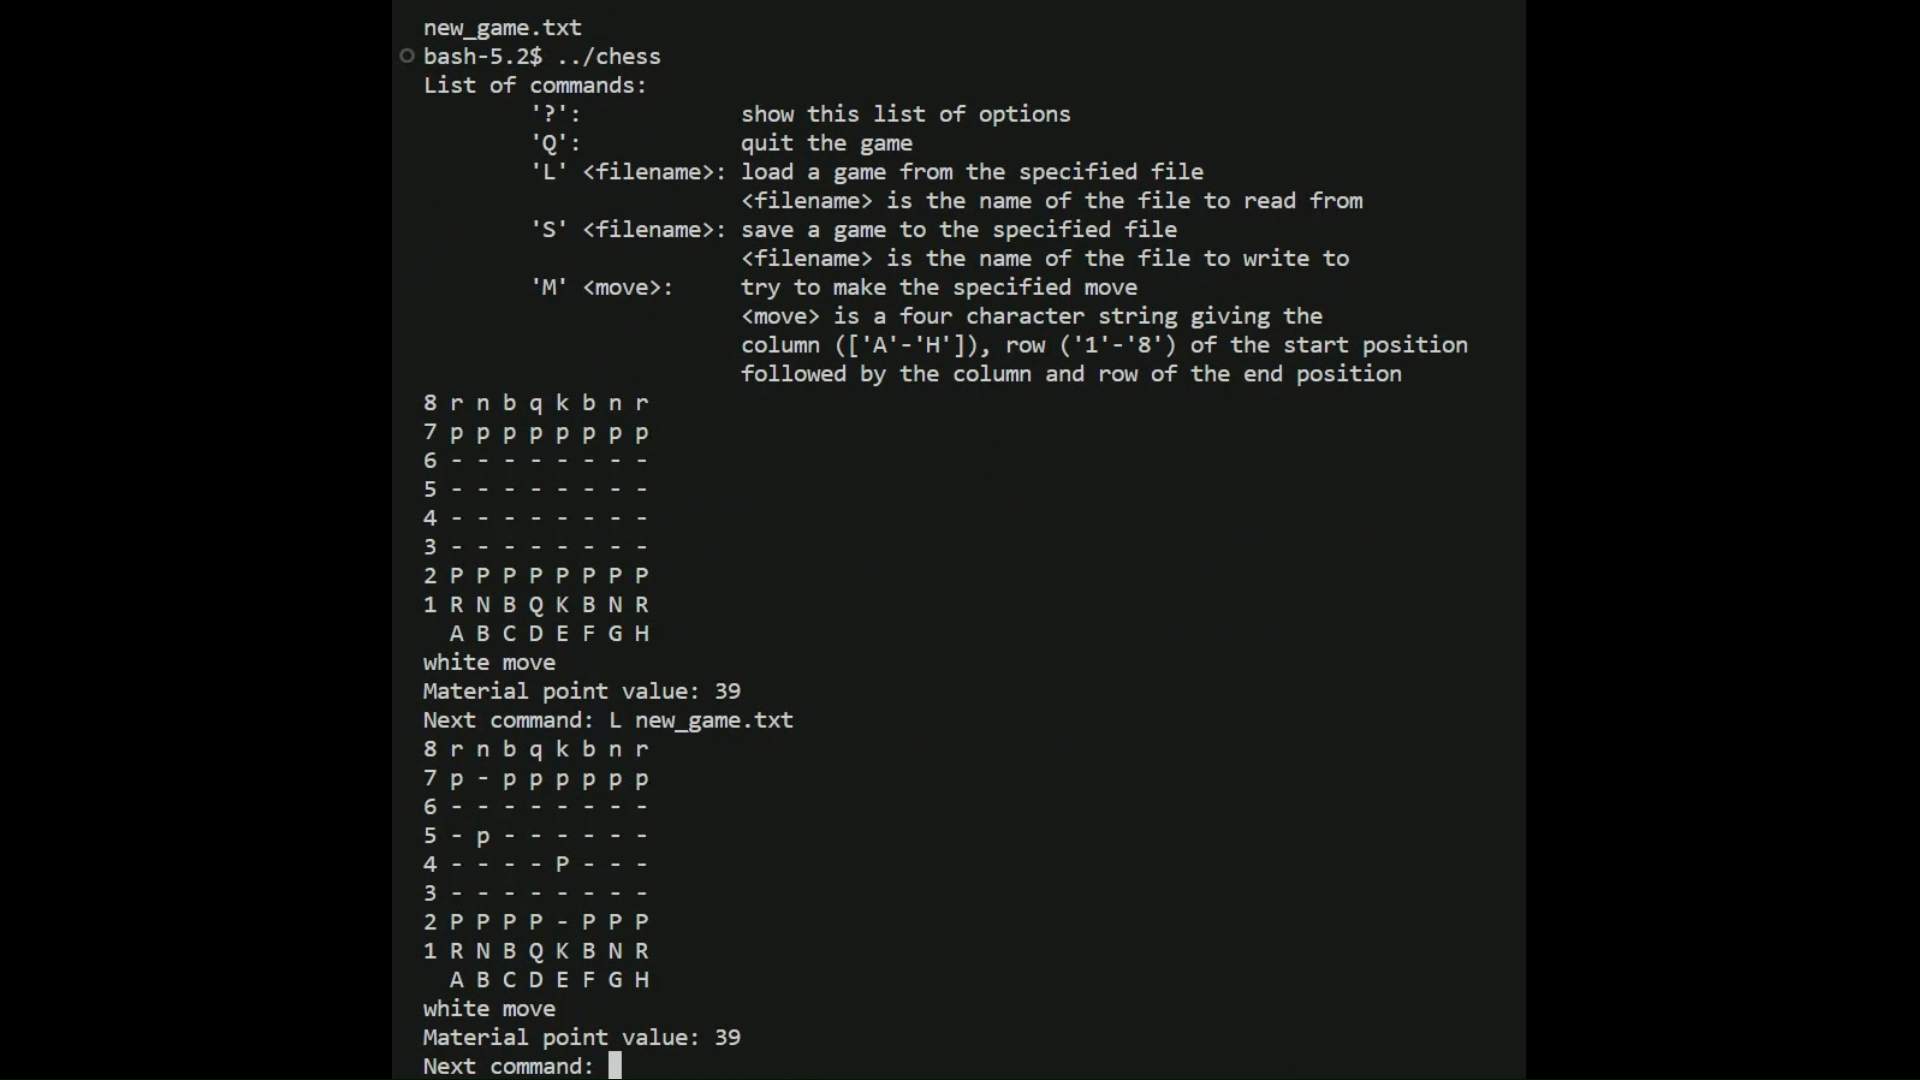 new_game.txt
bash-5.2$ ../chess
List of commands:
'?': show this list of options
'Q': quit the game
'L' <filename>: load a game from the specified file
<filename> is the name of the file to read from
'S' <filename>: save a game to the specified file
<filename> is the name of the file to write to
'M' <move>: try to make the specified move
<move> is a four character string giving the
column (['A'-'H']), row ('1'-'8') of the start position
followed by the column and row of the end position
8 r n b q k b n r
7 p p p p p p p p
6 - - - - - - - -
5 - - - - - - - -
4 - - - - - - - -
3 - - - - - - - -
2 P P P P P P P P
1 R N B Q K B N R
A B C D E F G H
white move
Material point value: 39
Next command: L new_game.txt
8 r n b q k b n r
7 p - p p p p p p
6 - - - - - - - -
5 - p - - - - - -
4 - - - - P - - -
3 - - - - - - - -
2 P P P P - P P P
1 R N B Q K B N R
A B C D E F G H
white move
Material point value: 39
Next command: